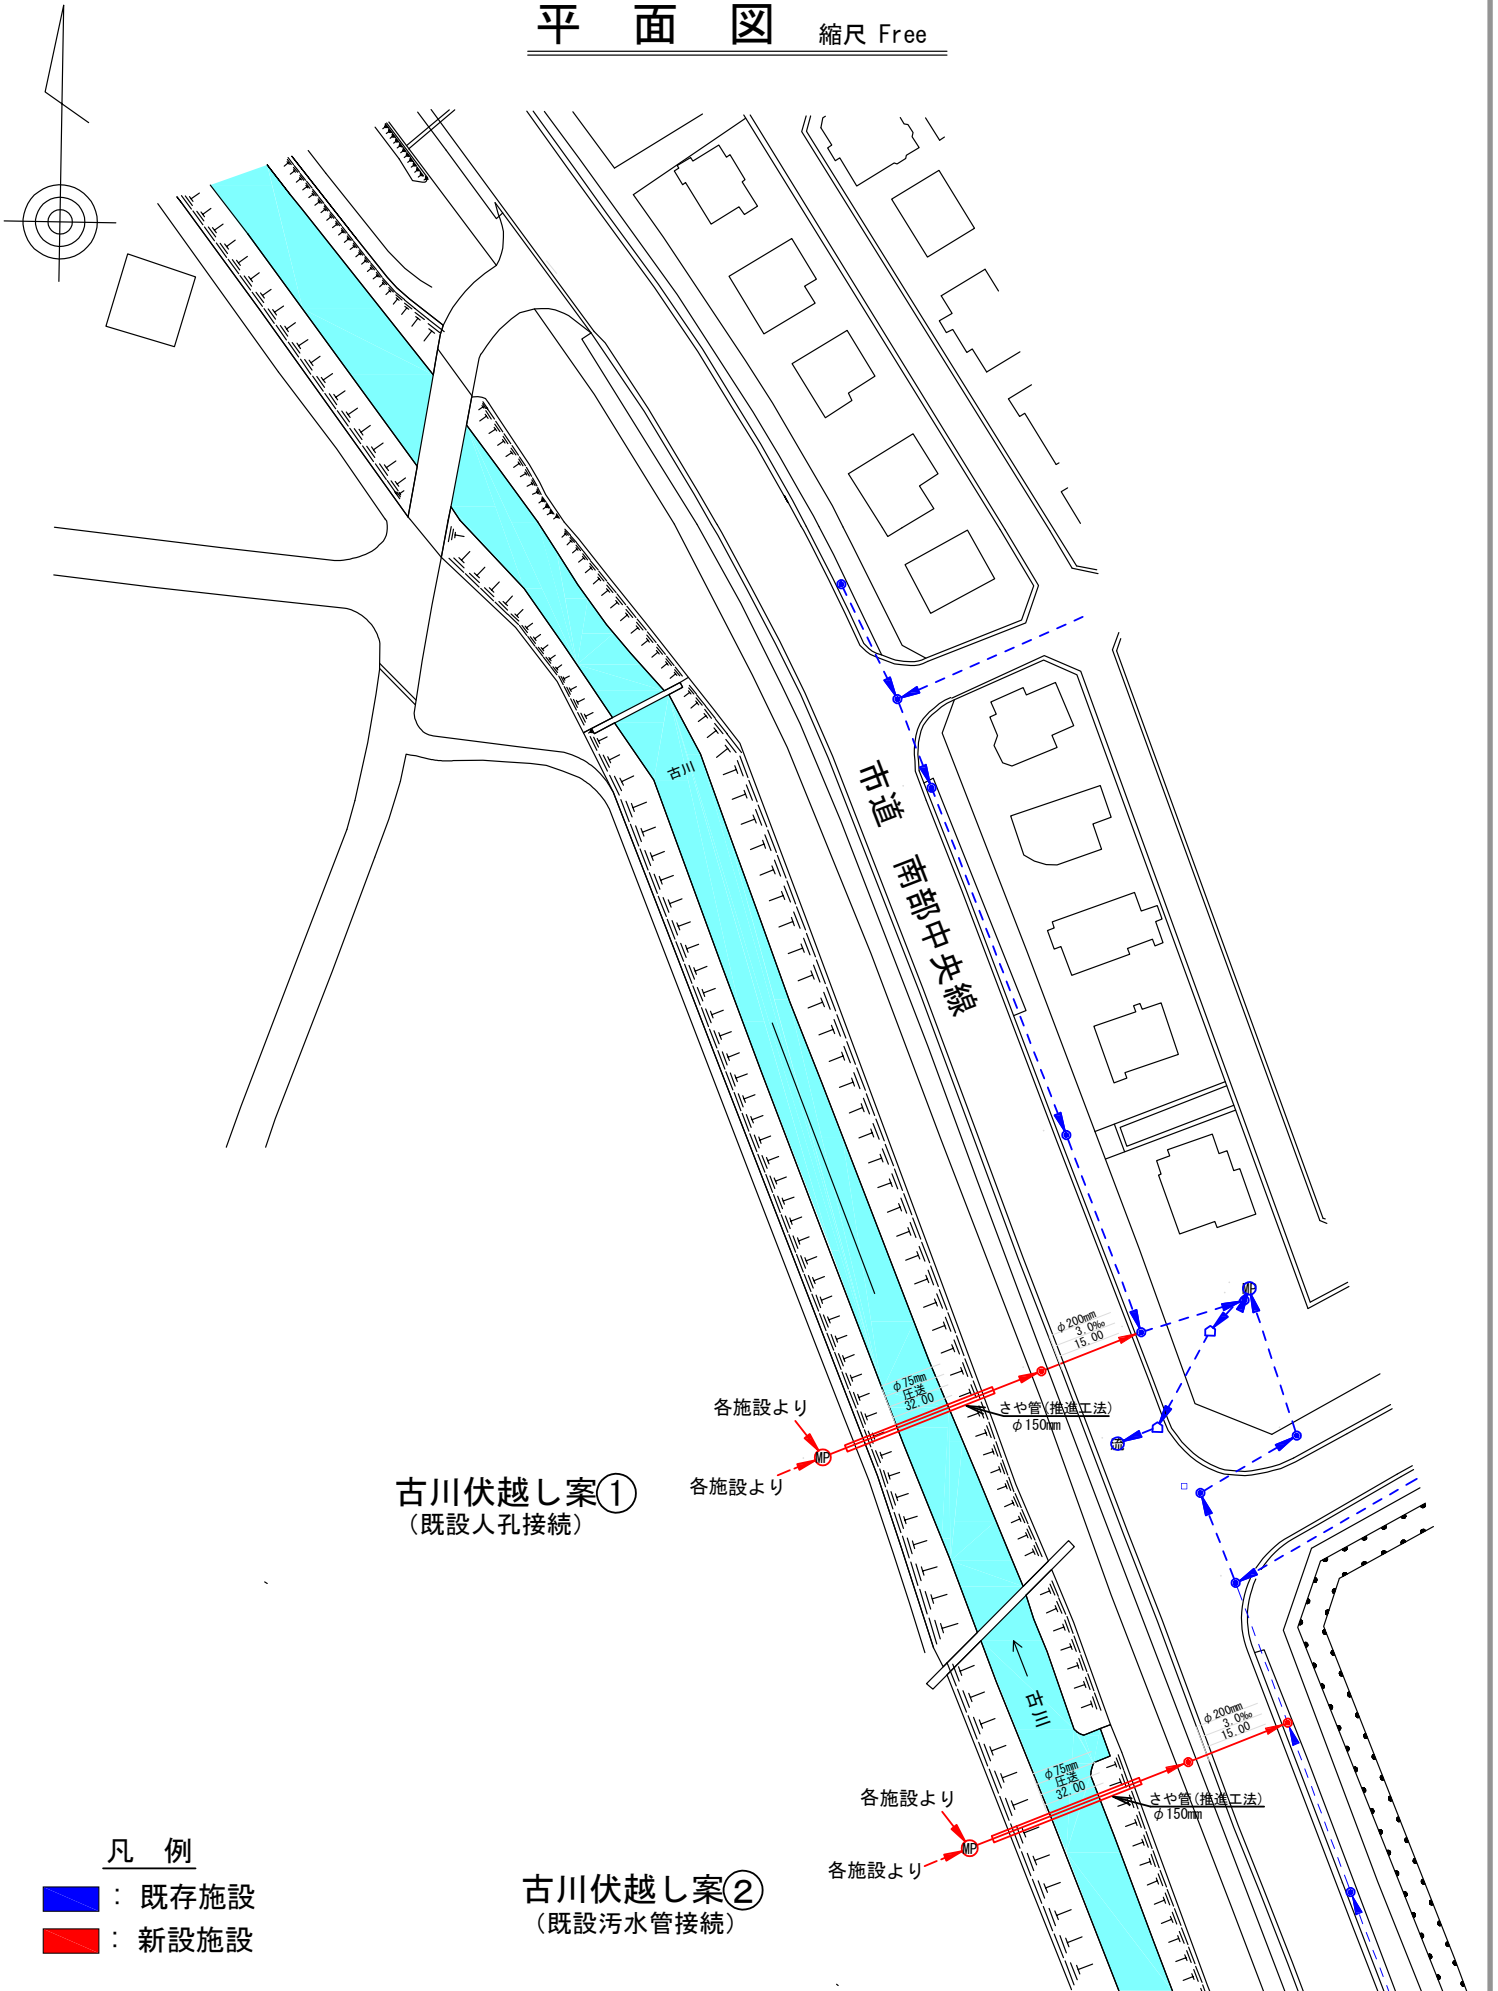 平 面 図 縮尺 Free
古川
市道 南部中央線
MP
φ200mm
3.0‰
15.00
φ75mm
圧送
32.00
各施設より
さや管(推進工法)
φ150mm
流
MP
各施設より
古川伏越し案①
(既設人孔接続)
古川
φ200mm
3.0‰
15.00
φ75mm
圧送
32.00
各施設より
さや管(推進工法)
φ150mm
MP
各施設より
古川伏越し案②
(既設汚水管接続)
凡 例
: 既存施設
: 新設施設